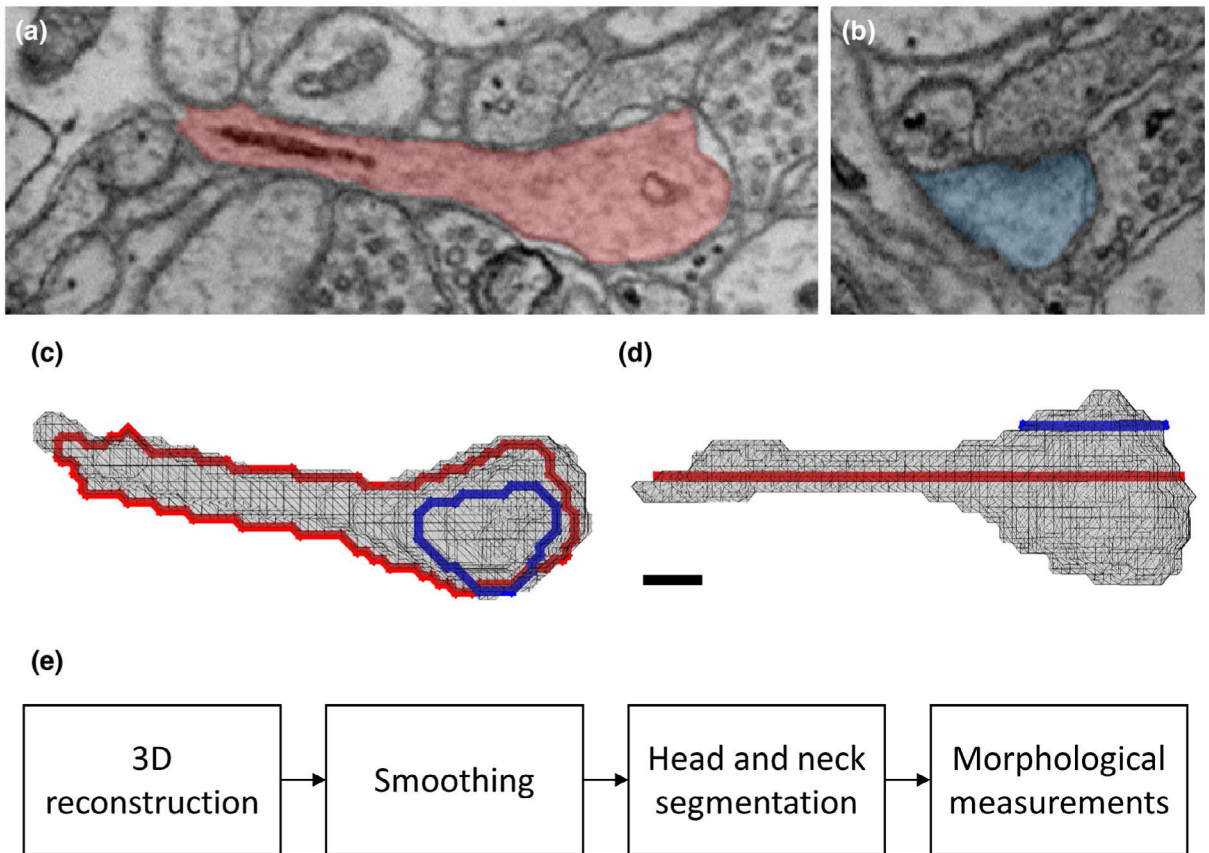 (a)
(b)
(c)
(d)
(e)
3D
reconstruction
Smoothing
Head and neck
segmentation
Morphological
measurements